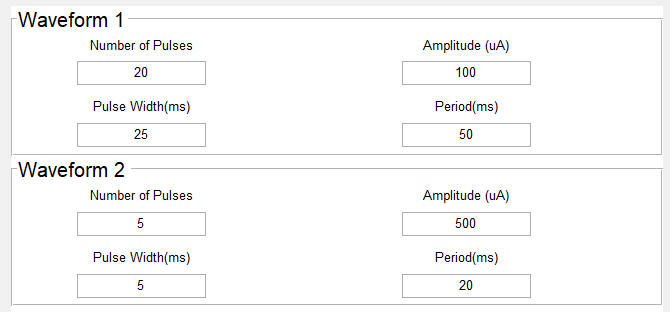 Waveform 1
Number of Pulses Amplitude (uA)
20 100
Pulse Width(ms) Period(ms)
25 50
Waveform 2
Number of Pulses Amplitude (uA)
5 500
Pulse Width(ms) Period(ms)
5 20